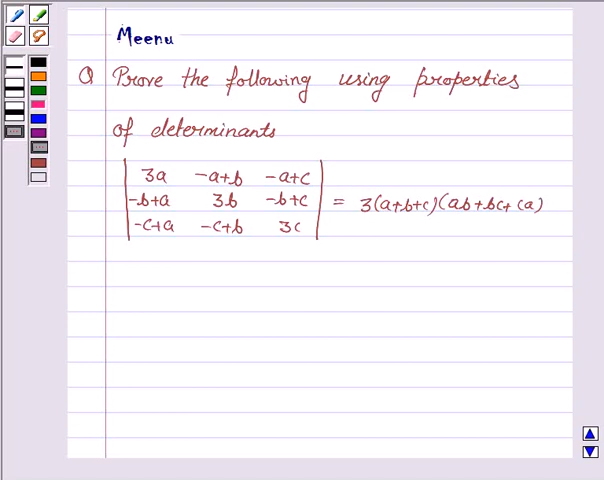 Meenu
Q Prove the following using properties
of determinants
| 3a -a+b -a+c |
| -b+a 3b -b+c | = 3(a+b+c)(ab+bc+ca)
| -c+a -c+b 3c |